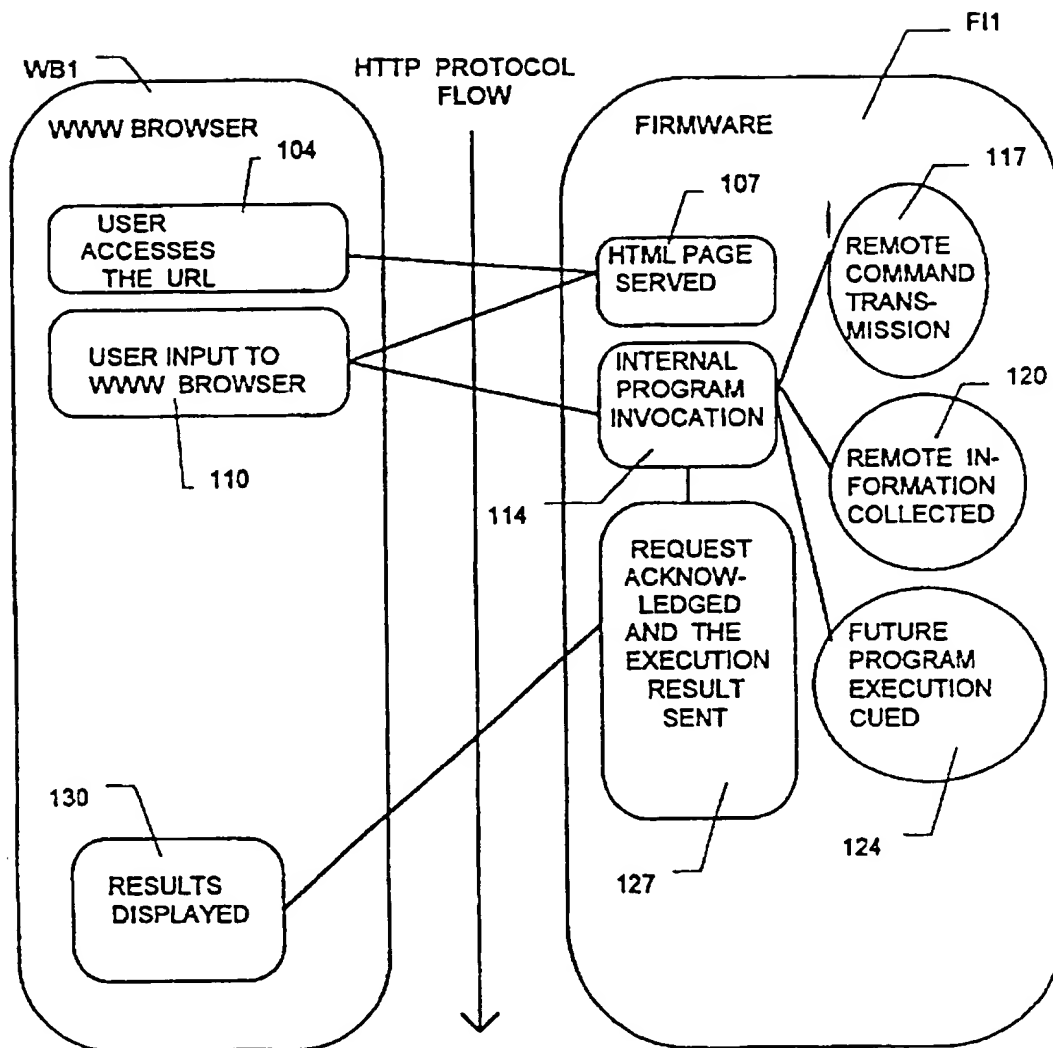 FI1
WB1
HTTP PROTOCOL
FLOW
WWW BROWSER
FIRMWARE
104
117
107
USER
ACCESSES
THE URL
HTML PAGE
SERVED
REMOTE
COMMAND
TRANS-
MISSION
USER INPUT TO
WWW BROWSER
INTERNAL
PROGRAM
INVOCATION
120
110
114
REMOTE IN-
FORMATION
COLLECTED
REQUEST
ACKNOW-
LEDGED
AND THE
EXECUTION
RESULT
SENT
FUTURE
PROGRAM
EXECUTION
CUED
130
124
127
RESULTS
DISPLAYED